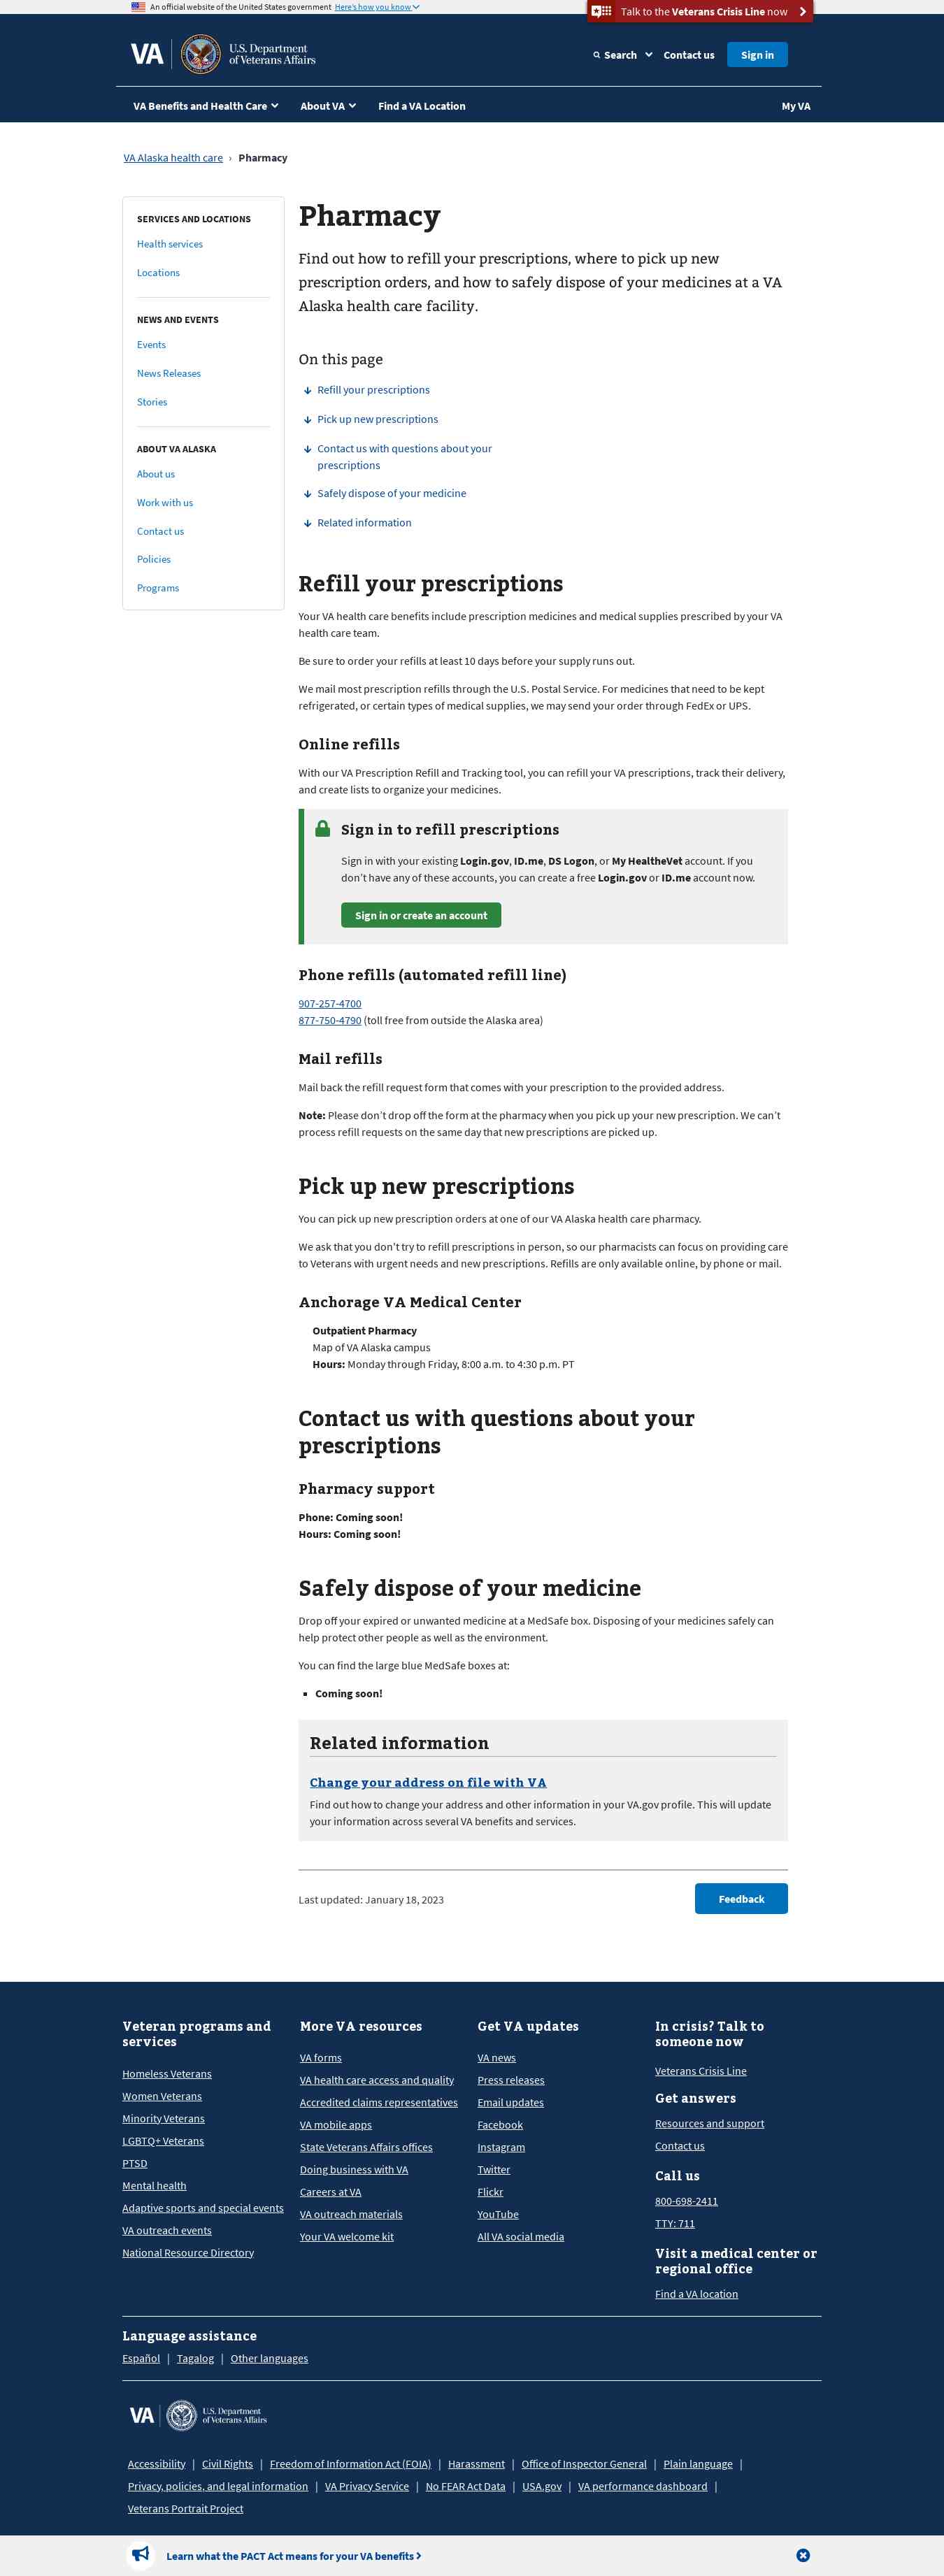 An official website of the United States government Here's how you know
Talk to the Veterans Crisis Line now
VA
U.S. Department
of Veterans Affairs
Search
Contact us
Sign in
VA Benefits and Health Care
About VA
Find a VA Location
My VA
VA Alaska health care › Pharmacy
SERVICES AND LOCATIONS
Health services
Locations
NEWS AND EVENTS
Events
News Releases
Stories
ABOUT VA ALASKA
About us
Work with us
Contact us
Policies
Programs
Pharmacy
Find out how to refill your prescriptions, where to pick up new
prescription orders, and how to safely dispose of your medicines at a VA
Alaska health care facility.
On this page
Refill your prescriptions
Pick up new prescriptions
Contact us with questions about your
prescriptions
Safely dispose of your medicine
Related information
Refill your prescriptions
Your VA health care benefits include prescription medicines and medical supplies prescribed by your VA
health care team.
Be sure to order your refills at least 10 days before your supply runs out.
We mail most prescription refills through the U.S. Postal Service. For medicines that need to be kept
refrigerated, or certain types of medical supplies, we may send your order through FedEx or UPS.
Online refills
With our VA Prescription Refill and Tracking tool, you can refill your VA prescriptions, track their delivery,
and create lists to organize your medicines.
Sign in to refill prescriptions
Sign in with your existing Login.gov, ID.me, DS Logon, or My HealtheVet account. If you
don't have any of these accounts, you can create a free Login.gov or ID.me account now.
Sign in or create an account
Phone refills (automated refill line)
907-257-4700
877-750-4790 (toll free from outside the Alaska area)
Mail refills
Mail back the refill request form that comes with your prescription to the provided address.
Note: Please don't drop off the form at the pharmacy when you pick up your new prescription. We can't
process refill requests on the same day that new prescriptions are picked up.
Pick up new prescriptions
You can pick up new prescription orders at one of our VA Alaska health care pharmacy.
We ask that you don't try to refill prescriptions in person, so our pharmacists can focus on providing care
to Veterans with urgent needs and new prescriptions. Refills are only available online, by phone or mail.
Anchorage VA Medical Center
Outpatient Pharmacy
Map of VA Alaska campus
Hours: Monday through Friday, 8:00 a.m. to 4:30 p.m. PT
Contact us with questions about your
prescriptions
Pharmacy support
Phone: Coming soon!
Hours: Coming soon!
Safely dispose of your medicine
Drop off your expired or unwanted medicine at a MedSafe box. Disposing of your medicines safely can
help protect other people as well as the environment.
You can find the large blue MedSafe boxes at:
Coming soon!
Related information
Change your address on file with VA
Find out how to change your address and other information in your VA.gov profile. This will update
your information across several VA benefits and services.
Last updated: January 18, 2023
Feedback
Veteran programs and
services
Homeless Veterans
Women Veterans
Minority Veterans
LGBTQ+ Veterans
PTSD
Mental health
Adaptive sports and special events
VA outreach events
National Resource Directory
More VA resources
VA forms
VA health care access and quality
Accredited claims representatives
VA mobile apps
State Veterans Affairs offices
Doing business with VA
Careers at VA
VA outreach materials
Your VA welcome kit
Get VA updates
VA news
Press releases
Email updates
Facebook
Instagram
Twitter
Flickr
YouTube
All VA social media
In crisis? Talk to
someone now
Veterans Crisis Line
Get answers
Resources and support
Contact us
Call us
800-698-2411
TTY: 711
Visit a medical center or
regional office
Find a VA location
Language assistance
Español | Tagalog | Other languages
VA
U.S. Department
of Veterans Affairs
Accessibility | Civil Rights | Freedom of Information Act (FOIA) | Harassment | Office of Inspector General | Plain language |
Privacy, policies, and legal information | VA Privacy Service | No FEAR Act Data | USA.gov | VA performance dashboard |
Veterans Portrait Project
Learn what the PACT Act means for your VA benefits